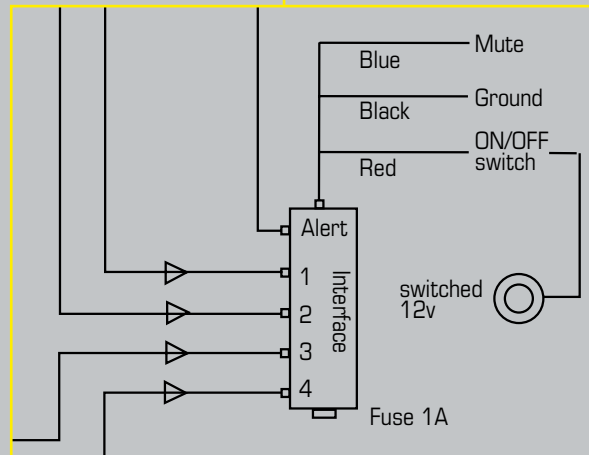 Blue
Mute
Black
Ground
Red
ON/OFF
switch
Alert
1
2
3
4
Interface
switched
12v
Fuse 1A